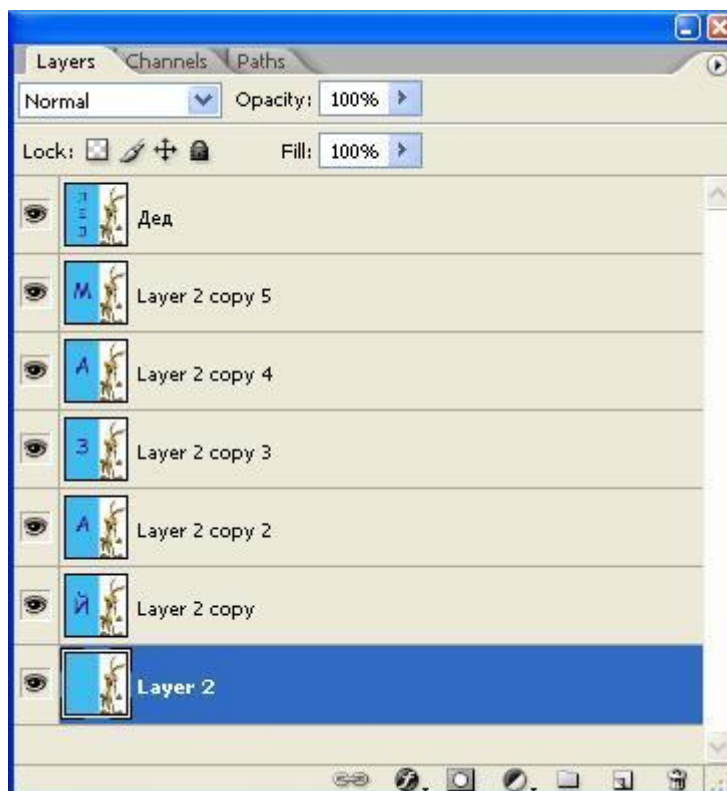 Layers Channels Paths
Normal Opacity: 100%
Lock: Fill: 100%
ДЕД Дед
М Layer 2 copy 5
А Layer 2 copy 4
З Layer 2 copy 3
А Layer 2 copy 2
Й Layer 2 copy
Layer 2